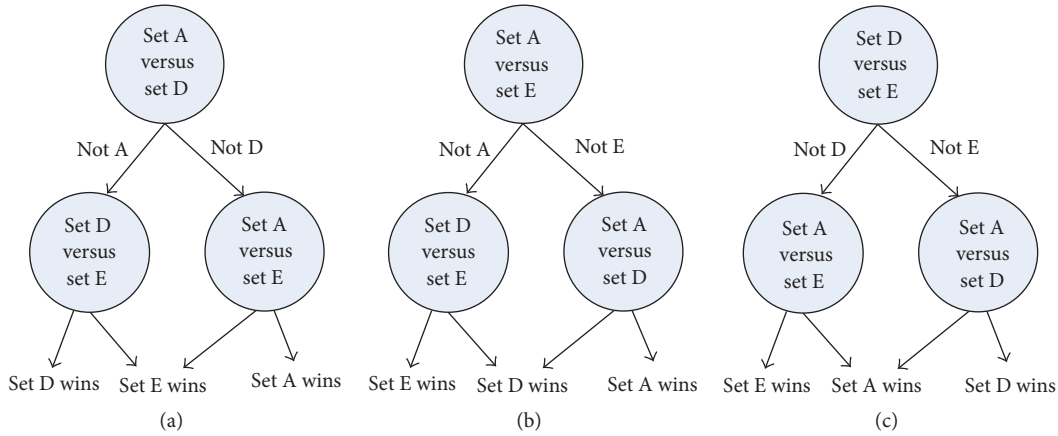 Set A
versus
set D
Not A
Not D
Set D
versus
set E
Set A
versus
set E
Set D wins
Set E wins
Set A wins
(a)
Set A
versus
set E
Not A
Not E
Set D
versus
set E
Set A
versus
set D
Set E wins
Set D wins
Set A wins
(b)
Set D
versus
set E
Not D
Not E
Set A
versus
set E
Set A
versus
set D
Set E wins
Set A wins
Set D wins
(c)